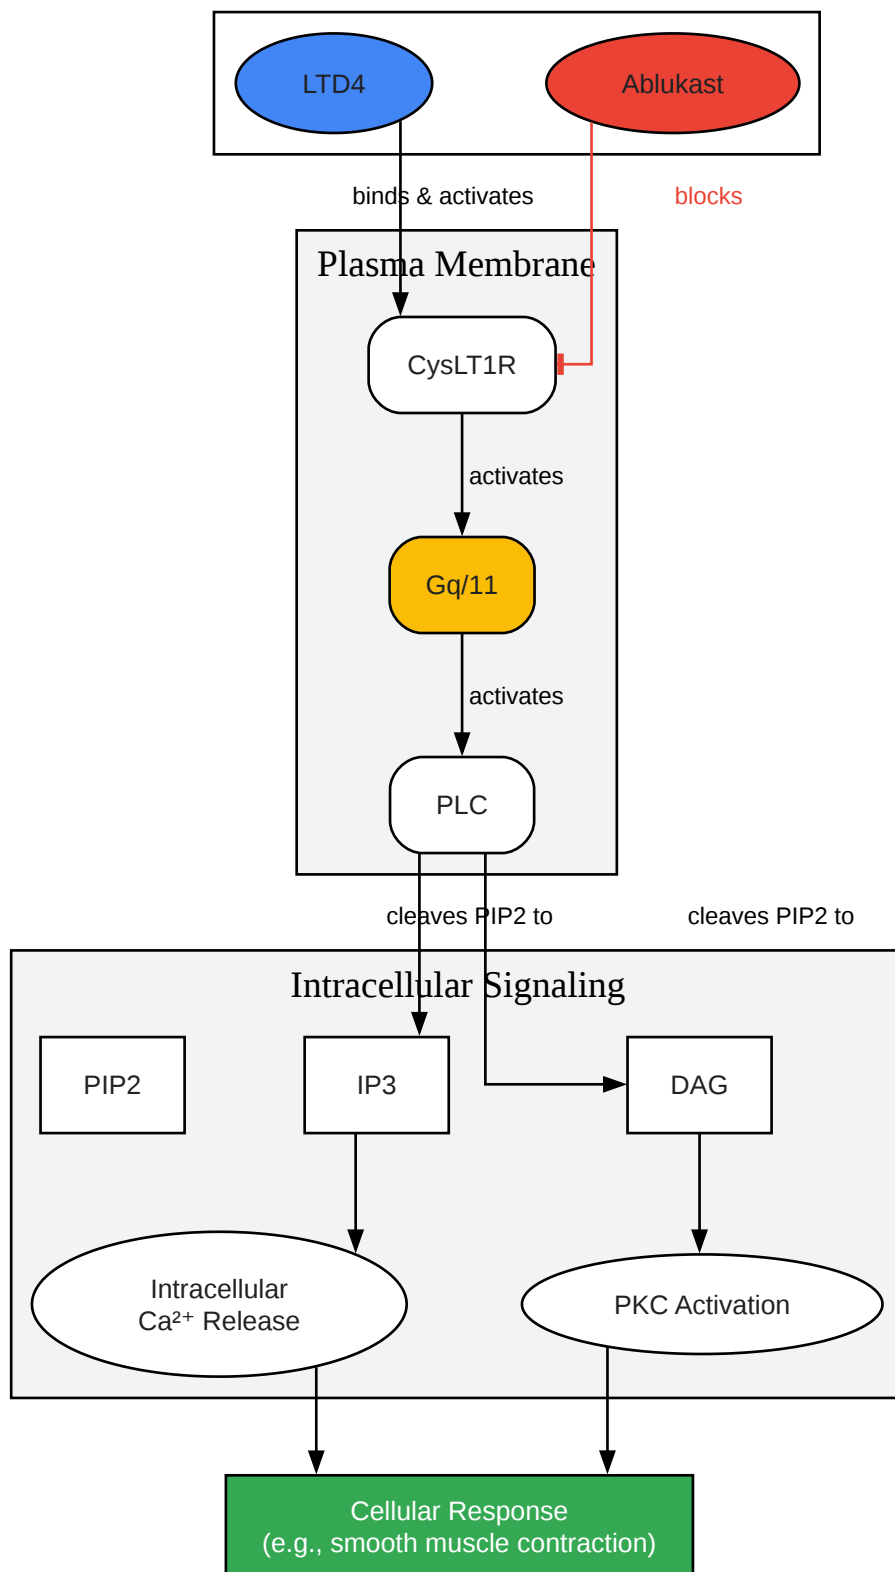 LTD4
Ablukast
binds & activates
blocks
Plasma Membrane
CysLT1R
activates
Gq/11
activates
PLC
cleaves PIP2 to
cleaves PIP2 to
Intracellular Signaling
PIP2
IP3
DAG
Intracellular
Ca²⁺ Release
PKC Activation
Cellular Response
(e.g., smooth muscle contraction)